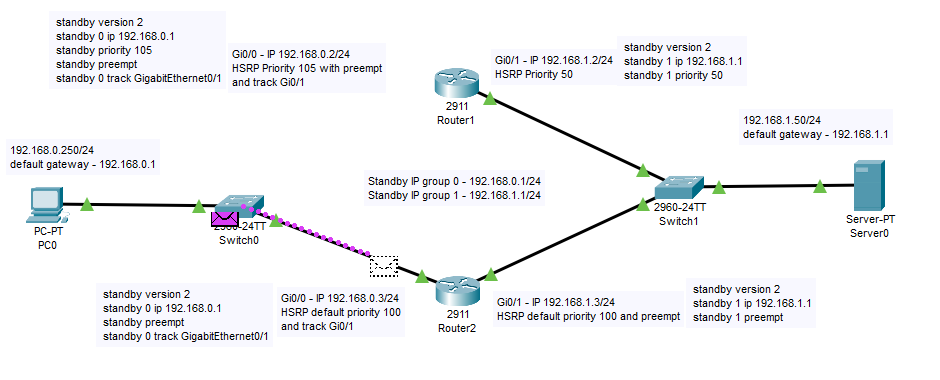 standby version 2
standby 0 ip 192.168.0.1
standby priority 105
standby preempt
standby 0 track GigabitEthernet0/1
Gi0/0 - IP 192.168.0.2/24
HSRP Priority 105 with preempt
and track Gi0/1
Gi0/1 - IP 192.168.1.2/24
HSRP Priority 50
standby version 2
standby 1 ip 192.168.1.1
standby 1 priority 50
2911
Router1
192.168.1.50/24
default gateway - 192.168.1.1
192.168.0.250/24
default gateway - 192.168.0.1
Standby IP group 0 - 192.168.0.1/24
Standby IP group 1 - 192.168.1.1/24
PC-PT
PC0
2960-24TT
Switch0
2960-24TT
Switch1
Server-PT
Server0
standby version 2
standby 0 ip 192.168.0.1
standby preempt
standby 0 track GigabitEthernet0/1
Gi0/0 - IP 192.168.0.3/24
HSRP default priority 100
and track Gi0/1
2911
Router2
Gi0/1 - IP 192.168.1.3/24
HSRP default priority 100 and preempt
standby version 2
standby 1 ip 192.168.1.1
standby 1 preempt